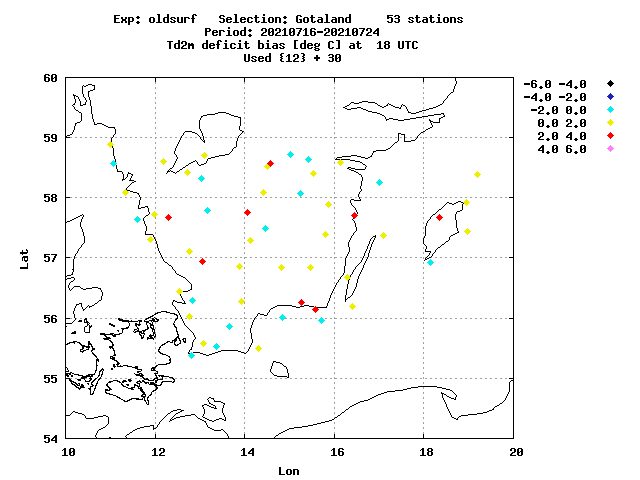 Exp: oldsurf   Selection: Gotaland     53 stations
Period: 20210716-20210724
Td2m deficit bias [deg C] at  18 UTC
Used {12} + 30
-6.0 -4.0
-4.0 -2.0
-2.0 0.0
0.0 2.0
2.0 4.0
4.0 6.0
60
59
58
57
56
55
54
Lat
10 12 14 16 18 20
Lon